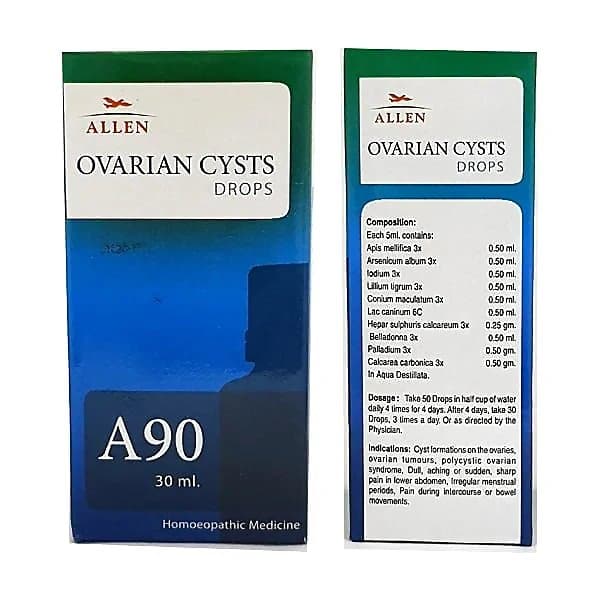 ALLEN
OVARIAN CYSTS
DROPS
A90
30 ml.
Homoeopathic Medicine
ALLEN
OVARIAN CYSTS
DROPS
Composition:
Each 5ml. contains:
Apis mellifica 3x 0.50 ml.
Arsenicum album 3x 0.50 ml.
Iodium 3x 0.50 ml.
Lillium tigrum 3x 0.50 ml.
Conium maculatum 3x 0.50 ml.
Lac caninum 6C 0.50 ml.
Hepar sulphuris calcareum 3x 0.25 gm.
Belladonna 3x 0.50 ml.
Palladium 3x 0.50 gm.
Calcarea carbonica 3x 0.50 gm.
In Aqua Destillata.
Dosage : Take 50 Drops in half cup of water
daily 4 times for 4 days. After 4 days, take 30
Drops, 3 times a day. Or as directed by the
Physician.
Indications: Cyst formations on the ovaries,
ovarian tumours, polycystic ovarian
syndrome, Dull, aching or sudden, sharp
pain in lower abdomen, Irregular menstrual
periods, Pain during intercourse or bowel
movements.